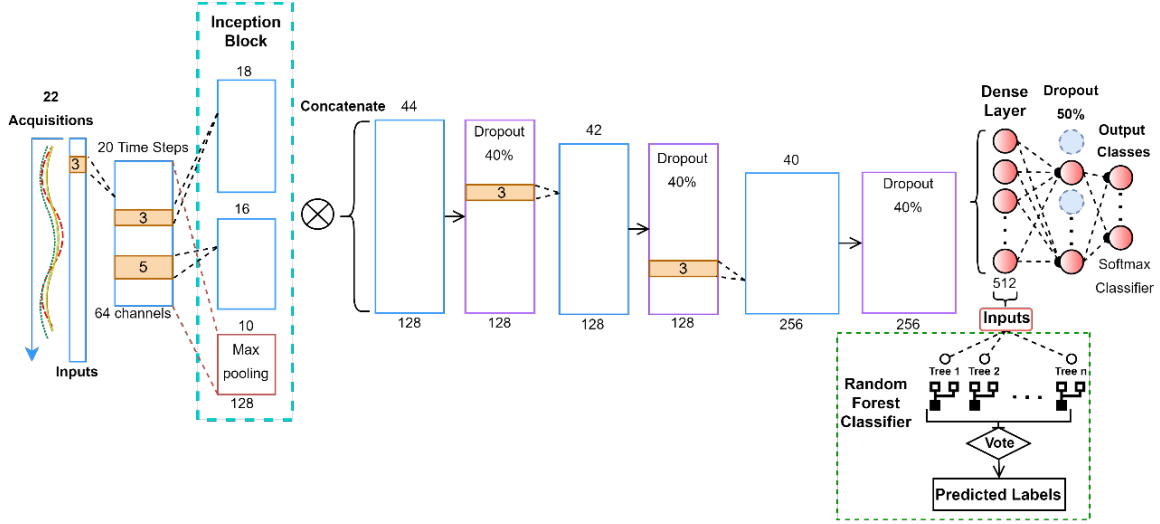 22
Acquisitions
3
Inputs
20 Time Steps
3
5
64 channels
Inception
Block
18
16
10
Max
pooling
128
Concatenate
44
128
Dropout
40%
3
128
42
128
Dropout
40%
3
128
40
256
Dropout
40%
256
Dense
Layer
512
Dropout
50%
Output
Classes
Softmax
Classifier
Inputs
Random
Forest
Classifier
Tree 1
Tree 2
Tree n
Vote
Predicted Labels